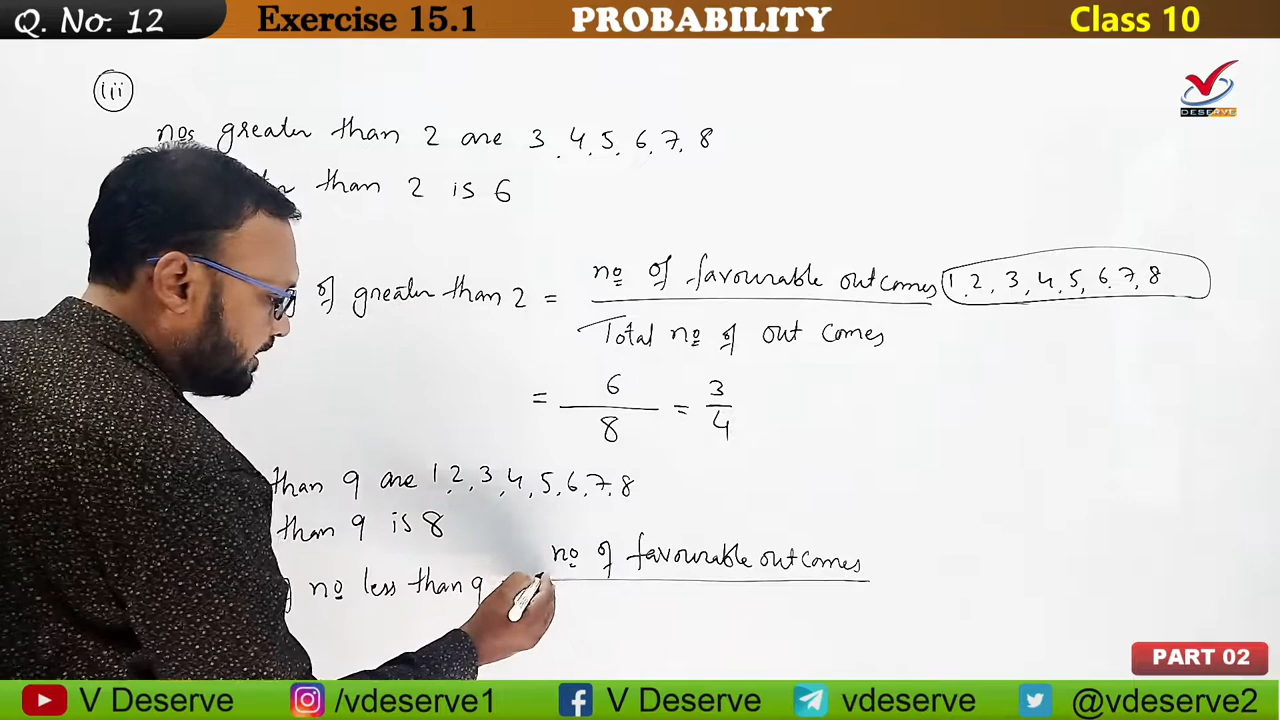 Q. No. 12
Exercise 15.1
PROBABILITY
Class 10
DESERVE
iii
nos greater than 2 are 3, 4, 5, 6, 7, 8
than 2 is 6
of greater than 2 = no of favourable outcomes
Total no of out comes
1, 2, 3, 4, 5, 6, 7, 8
= 6/8 = 3/4
than 9 are 1, 2, 3, 4, 5, 6, 7, 8
than 9 is 8
no less than 9
no of favourable outcomes
PART 02
V Deserve
/vdeserve1
V Deserve
vdeserve
@vdeserve2